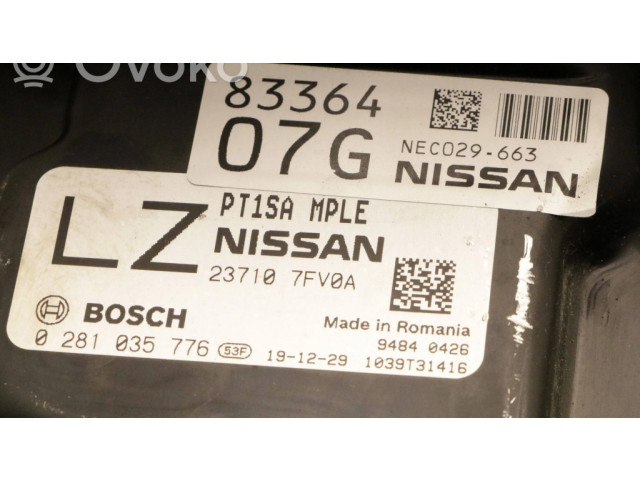 Ovoko
83364
07G
NEC029-663
NISSAN
LZ
PT1SA MPLE
NISSAN
23710 7FV0A
BOSCH
Made in Romania
0 281 035 776 53F
9484 0426
19-12-29 1039T31416